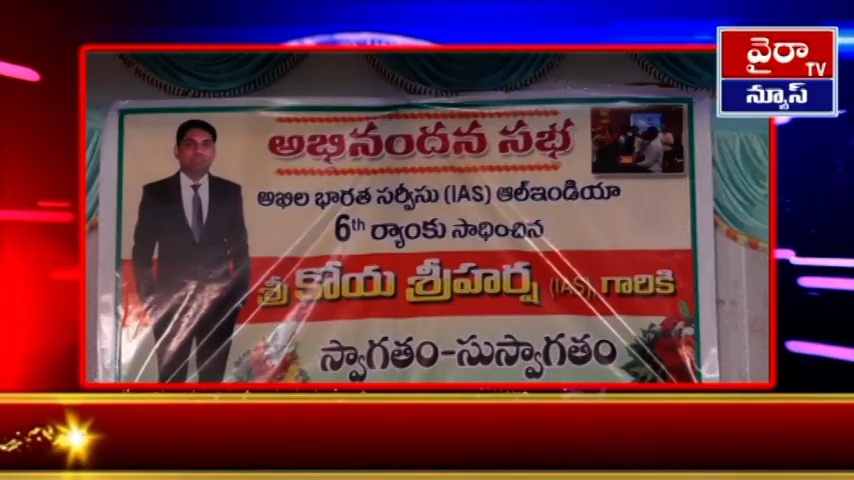 వైరా
TV
న్యూస్
అభినందన సభ
అఖిల భారత సర్వీసు (IAS) ఆల్ఇండియా
6th ర్యాంకు సాధించిన
శ్రీ కోయ శ్రీహర్ష (IAS), గారికి
స్వాగతం-సుస్వాగతం